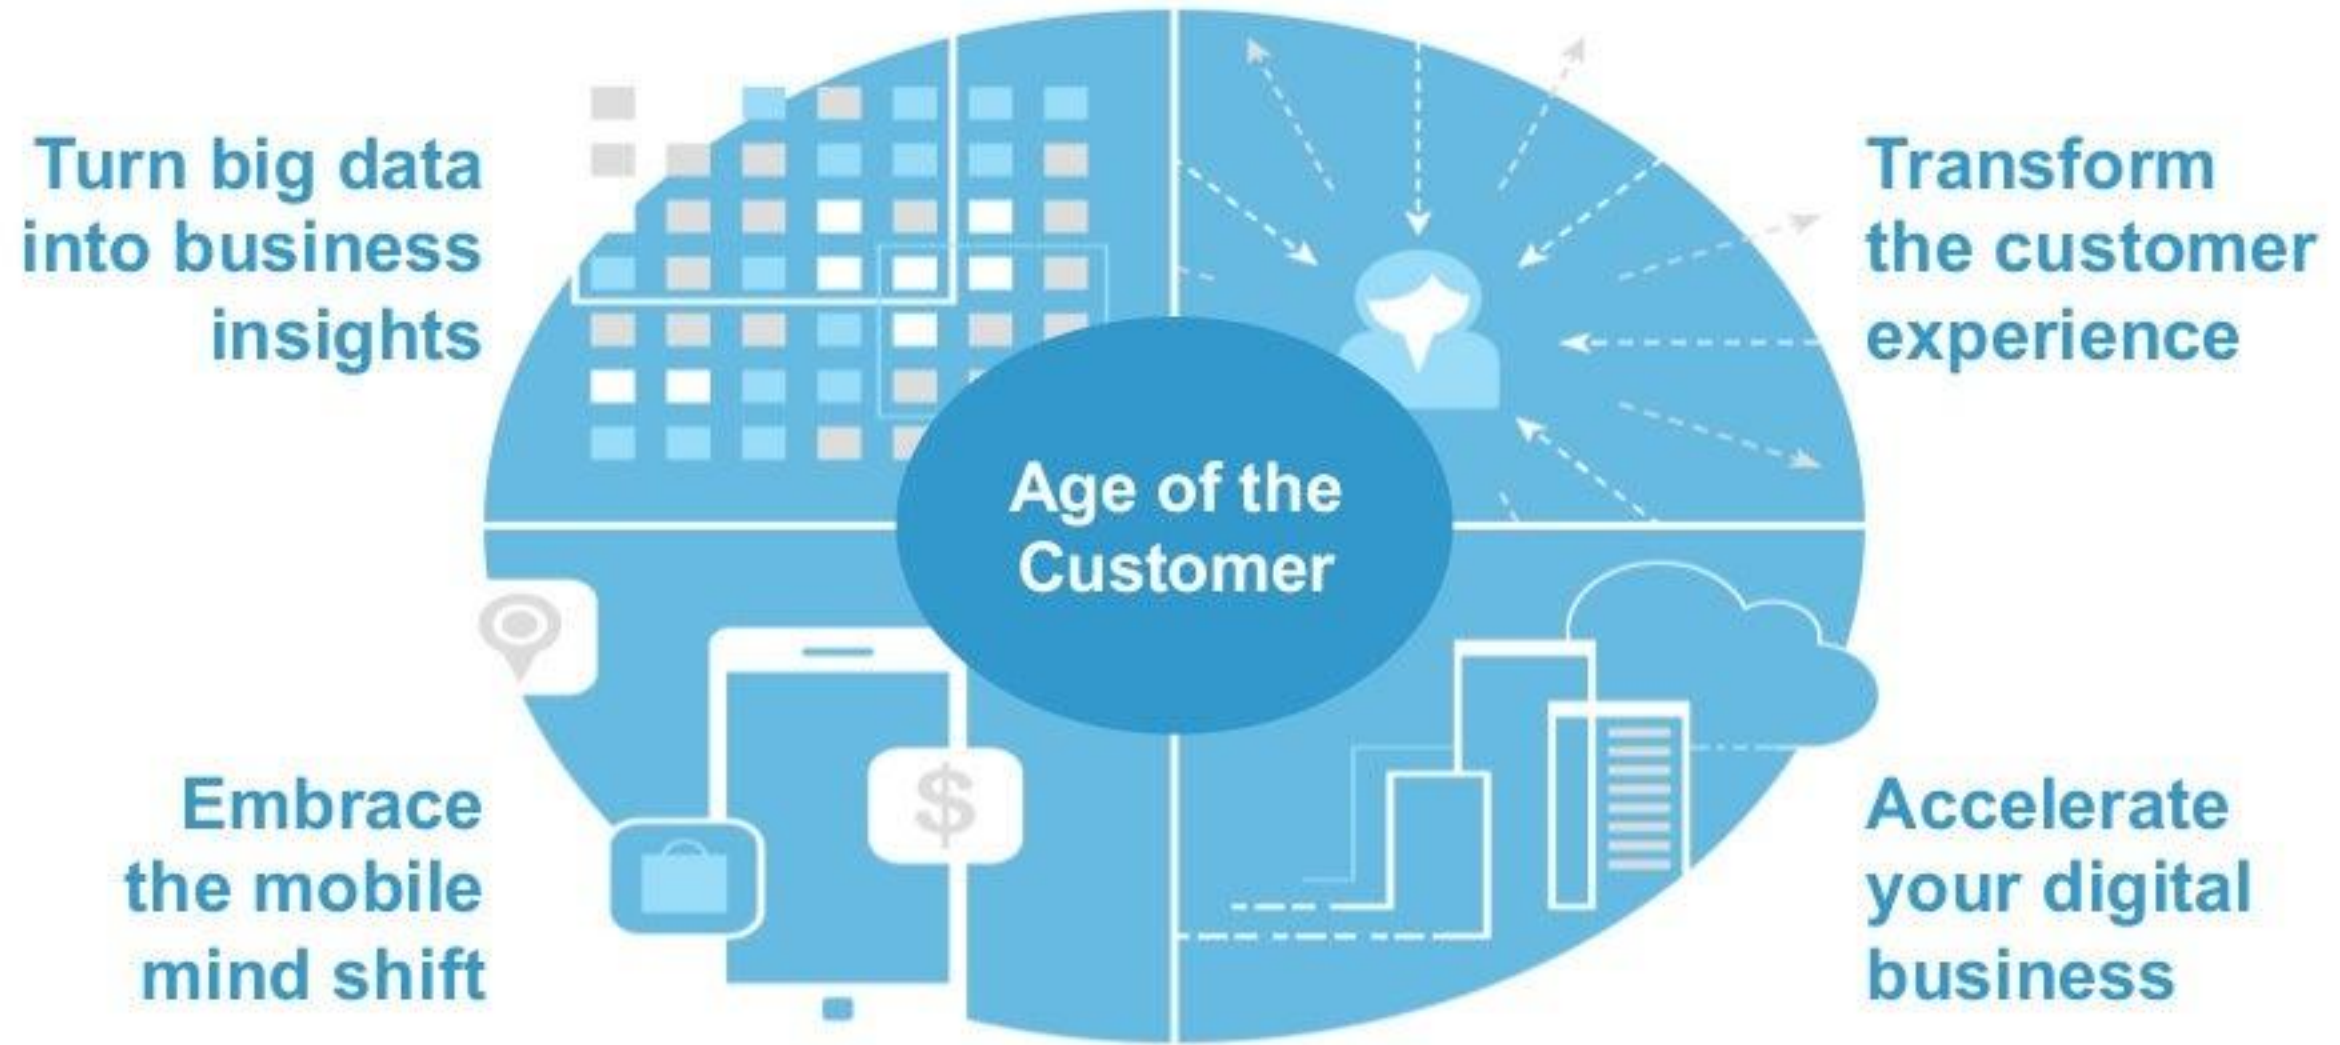 Turn big data
into business
insights
Transform
the customer
experience
Age of the
Customer
$
Embrace
the mobile
mind shift
Accelerate
your digital
business